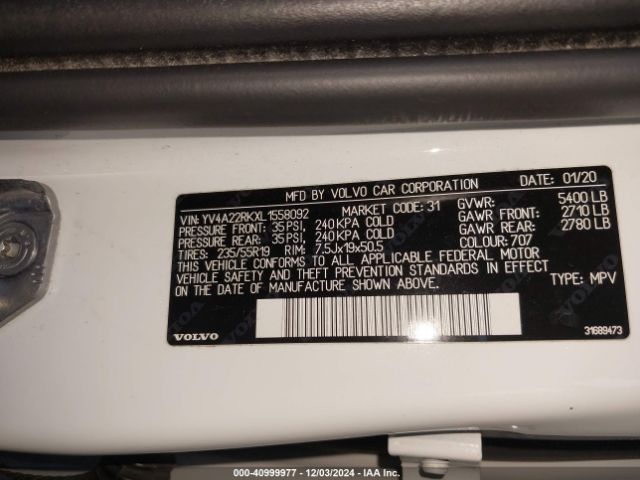 MFD BY VOLVO CAR CORPORATION
DATE: 01/20
VIN: YV4A22RKXL1558092 MARKET CODE: 31 GVWR: 5400 LB
PRESSURE FRONT: 35 PSI, 240 KPA COLD GAWR FRONT: 2710 LB
PRESSURE REAR: 35 PSI, 240 KPA COLD GAWR REAR: 2780 LB
TIRES: 235/55R19 RIM: 7.5Jx19x50.5 COLOUR: 707
THIS VEHICLE CONFORMS TO ALL APPLICABLE FEDERAL MOTOR
VEHICLE SAFETY AND THEFT PREVENTION STANDARDS IN EFFECT
ON THE DATE OF MANUFACTURE SHOWN ABOVE. TYPE: MPV
VOLVO
31689473
000-40999977 - 12/03/2024 - IAA Inc.